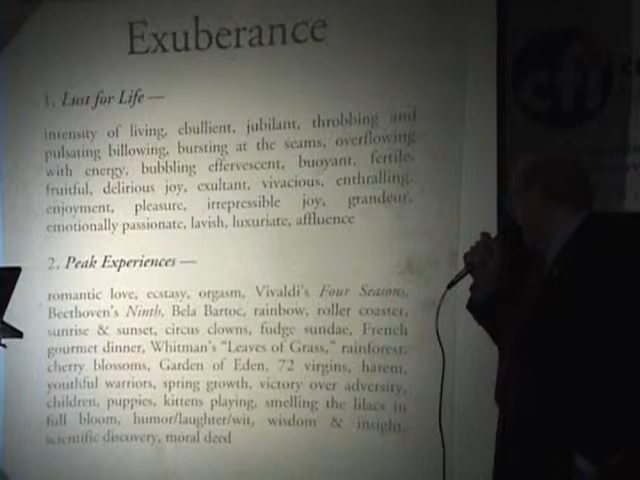 Exuberance
1. Lust for Life —
intensity of living, ebullient, jubilant, throbbing and
pulsating billowing, bursting at the seams, overflowing
with energy, bubbling effervescent, buoyant, fertile,
fruitful, delirious joy, exultant, vivacious, enthralling,
enjoyment, pleasure, irrepressible joy, grandeur,
emotionally passionate, lavish, luxuriate, affluence
2. Peak Experiences —
romantic love, ecstasy, orgasm, Vivaldi's Four Seasons,
Beethoven's Ninth, Bela Bartoc, rainbow, roller coaster,
sunrise & sunset, circus clowns, fudge sundae, French
gourmet dinner, Whitman's "Leaves of Grass," rainforest,
cherry blossoms, Garden of Eden, 72 virgins, harem,
youthful warriors, spring growth, victory over adversity,
children, puppies, kittens playing, smelling the lilacs in
full bloom, humor/laughter/wit, wisdom & insight,
scientific discovery, moral deed
cfi